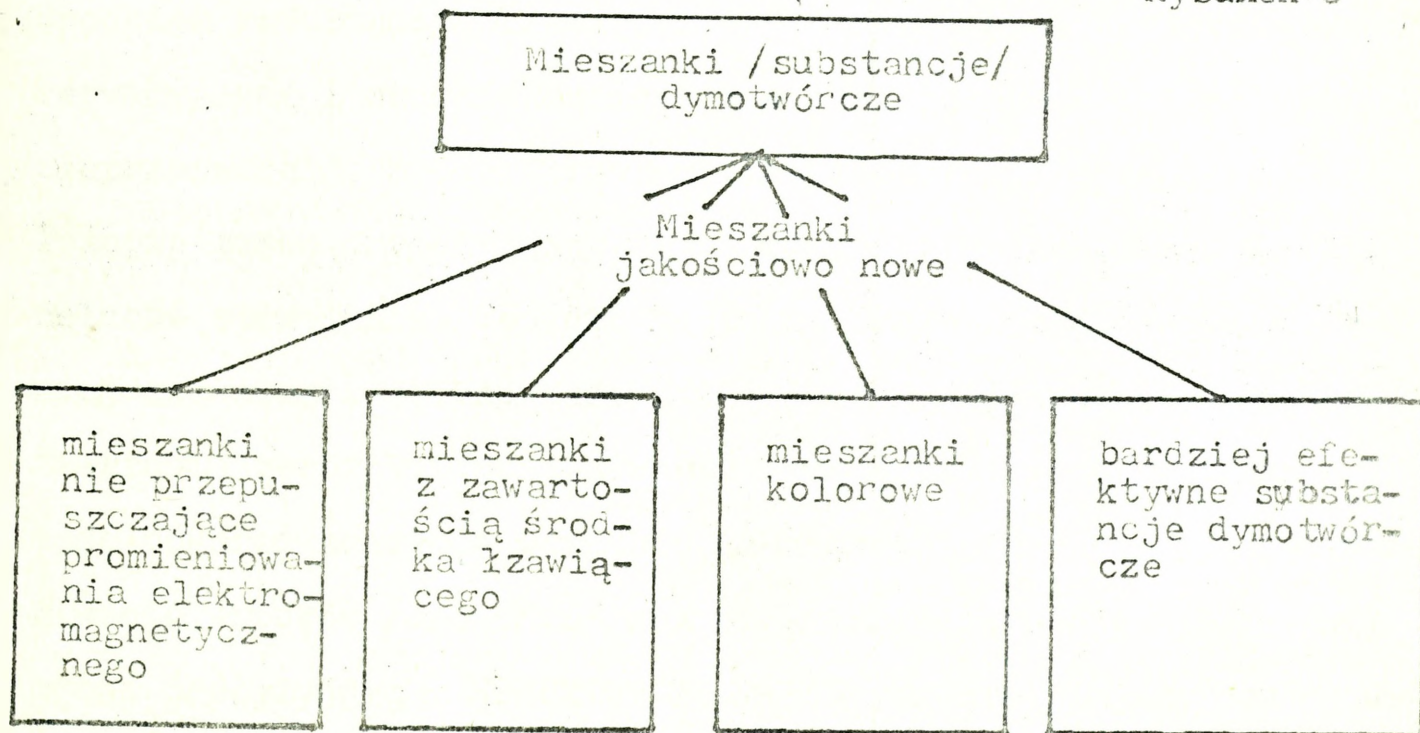 Mieszanki /substancje/
dymotwórcze
Mieszanki
jakościowo nowe
mieszanki
nie przepu-
szczające
promieniowa-
nia elektro-
magnetycz-
nego
mieszanki
z zawarto-
ścią środ-
ka łzawią-
cego
mieszanki
kolorowe
bardziej efe-
ktywne substa-
ncje dymotwór-
cze